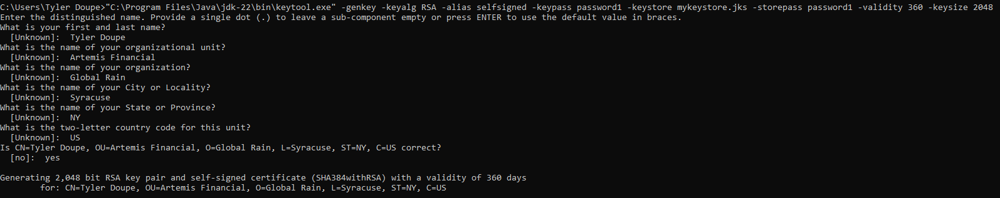 C:\Users\Tyler Doupe>"C:\Program Files\Java\jdk-22\bin\keytool.exe" -genkey -keyalg RSA -alias selfsigned -keypass password1 -keystore mykeystore.jks -storepass password1 -validity 360 -keysize 2048
Enter the distinguished name. Provide a single dot (.) to leave a sub-component empty or press ENTER to use the default value in braces.
What is your first and last name?
  [Unknown]:  Tyler Doupe
What is the name of your organizational unit?
  [Unknown]:  Artemis Financial
What is the name of your organization?
  [Unknown]:  Global Rain
What is the name of your City or Locality?
  [Unknown]:  Syracuse
What is the name of your State or Province?
  [Unknown]:  NY
What is the two-letter country code for this unit?
  [Unknown]:  US
Is CN=Tyler Doupe, OU=Artemis Financial, O=Global Rain, L=Syracuse, ST=NY, C=US correct?
  [no]:  yes
Generating 2,048 bit RSA key pair and self-signed certificate (SHA384withRSA) with a validity of 360 days
        for: CN=Tyler Doupe, OU=Artemis Financial, O=Global Rain, L=Syracuse, ST=NY, C=US